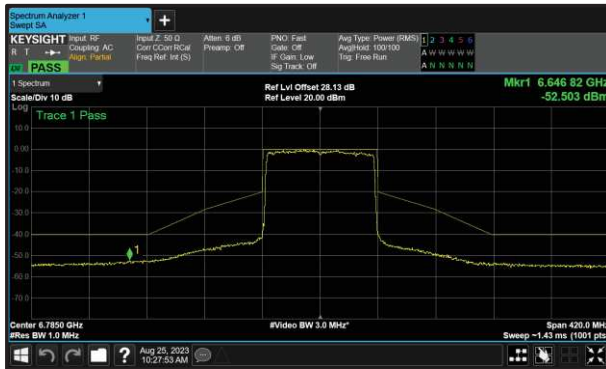 Spectrum Analyzer 1
Swept SA
+
KEYSIGHT
R T
PASS
Input: RF
Coupling: AC
Align: Partial
Input Z: 50 Ω
Corr CCorr RCal
Freq Ref: Int (S)
Atten: 6 dB
Preamp: Off
PNO: Fast
Gate: Off
IF Gain: Low
Sig Track: Off
Avg Type: Power (RMS)
Avg|Hold: 100/100
Trig: Free Run
1 2 3 4 5 6
A W W W W W
A N N N N N
1 Spectrum
Scale/Div 10 dB
Ref Lvl Offset 28.13 dB
Ref Level 20.00 dBm
Mkr1 6.646 82 GHz
-52.503 dBm
Log
Trace 1 Pass
10.0
0.00
-10.0
-20.0
-30.0
-40.0
-50.0
-60.0
-70.0
1
Center 6.7850 GHz
#Res BW 1.0 MHz
#Video BW 3.0 MHz*
Span 420.0 MHz
Sweep ~1.43 ms (1001 pts)
?
Aug 25, 2023
10:27:53 AM